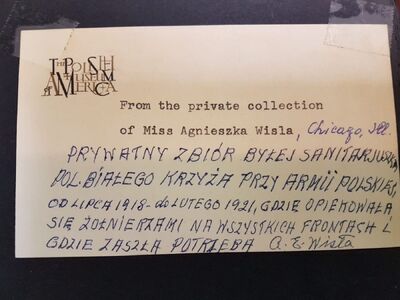 THE POLISH
MUSEUM
OF AMERICA
From the private collection
of Miss Agnieszka Wisla, Chicago, Ill.
PRYWATNY ZBIÓR BYŁEJ SANITARJUSZKI
POL. BIAŁEGO KRZYŻA PRZY ARMII POLSKIEJ,
OD LIPCA 1918 - do LUTEGO 1921, GDZIE OPIEKOWAŁA
SIĘ ŻOŁNIERZAMI NA WSZYSTKICH FRONTACH I
GDZIE ZASZŁA POTRZEBA A. E. Wisła